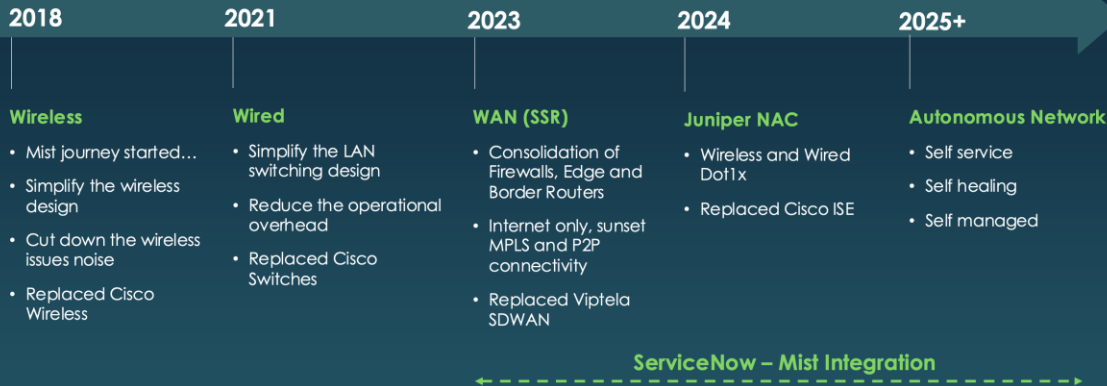 2018
2021
2023
2024
2025+
Wireless
• Mist journey started...
• Simplify the wireless
design
• Cut down the wireless
issues noise
• Replaced Cisco
Wireless
Wired
• Simplify the LAN
switching design
• Reduce the operational
overhead
• Replaced Cisco
Switches
WAN (SSR)
• Consolidation of
Firewalls, Edge and
Border Routers
• Internet only, sunset
MPLS and P2P
connectivity
• Replaced Viptela
SDWAN
Juniper NAC
• Wireless and Wired
Dot1x
• Replaced Cisco ISE
Autonomous Network
• Self service
• Self healing
• Self managed
ServiceNow – Mist Integration